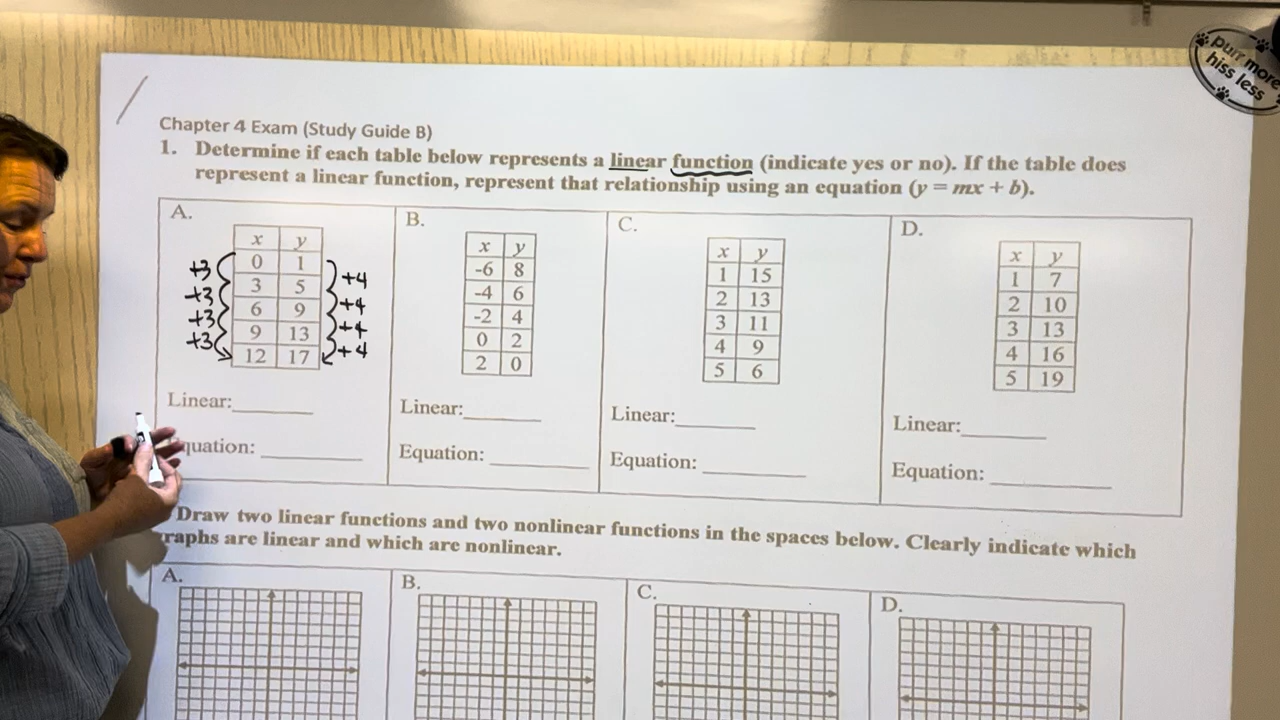 purr more
hiss less
Chapter 4 Exam (Study Guide B)
1. Determine if each table below represents a linear function (indicate yes or no). If the table does
represent a linear function, represent that relationship using an equation (y = mx + b).
A.
x y
0 1
3 5
6 9
9 13
12 17
+3
+3
+3
+3
+4
+4
+4
+4
Linear:
quation:
B.
x y
-6 8
-4 6
-2 4
0 2
2 0
Linear:
Equation:
C.
x y
1 15
2 13
3 11
4 9
5 6
Linear:
Equation:
D.
x y
1 7
2 10
3 13
4 16
5 19
Linear:
Equation:
Draw two linear functions and two nonlinear functions in the spaces below. Clearly indicate which
raphs are linear and which are nonlinear.
A.
B.
C.
D.